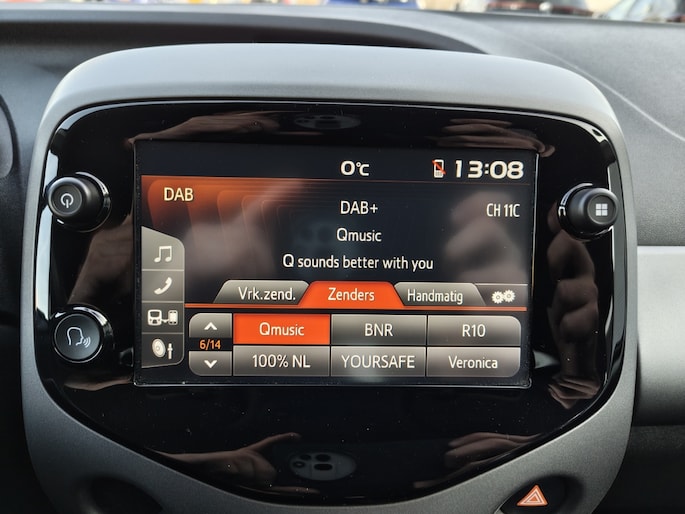 0°C 13:08
DAB
DAB+ CH 11C
Qmusic
Q sounds better with you
Vrk.zend. Zenders Handmatig
Qmusic BNR R10
6/14
100% NL YOURSAFE Veronica